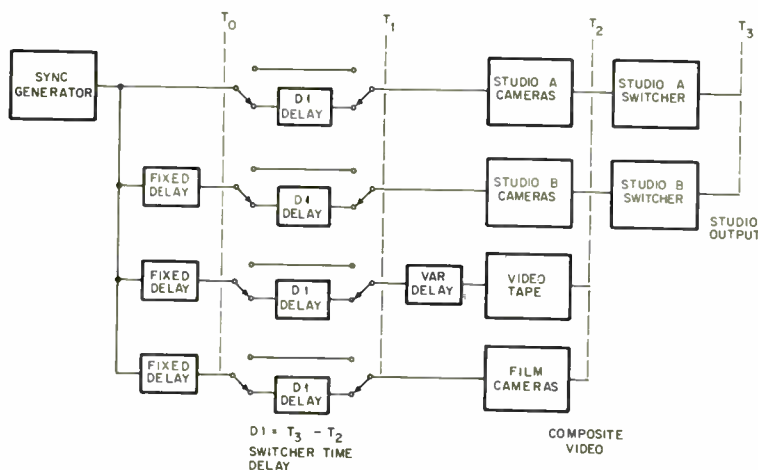 T0 T1 T2 T3
SYNC
GENERATOR
D1
DELAY
STUDIO A
CAMERAS
STUDIO A
SWITCHER
FIXED
DELAY
D1
DELAY
STUDIO B
CAMERAS
STUDIO B
SWITCHER
STUDIO
OUTPUT
FIXED
DELAY
D1
DELAY
VAR
DELAY
VIDEO
TAPE
FIXED
DELAY
D1
DELAY
FILM
CAMERAS
D1 = T3 - T2
SWITCHER TIME
DELAY
COMPOSITE
VIDEO